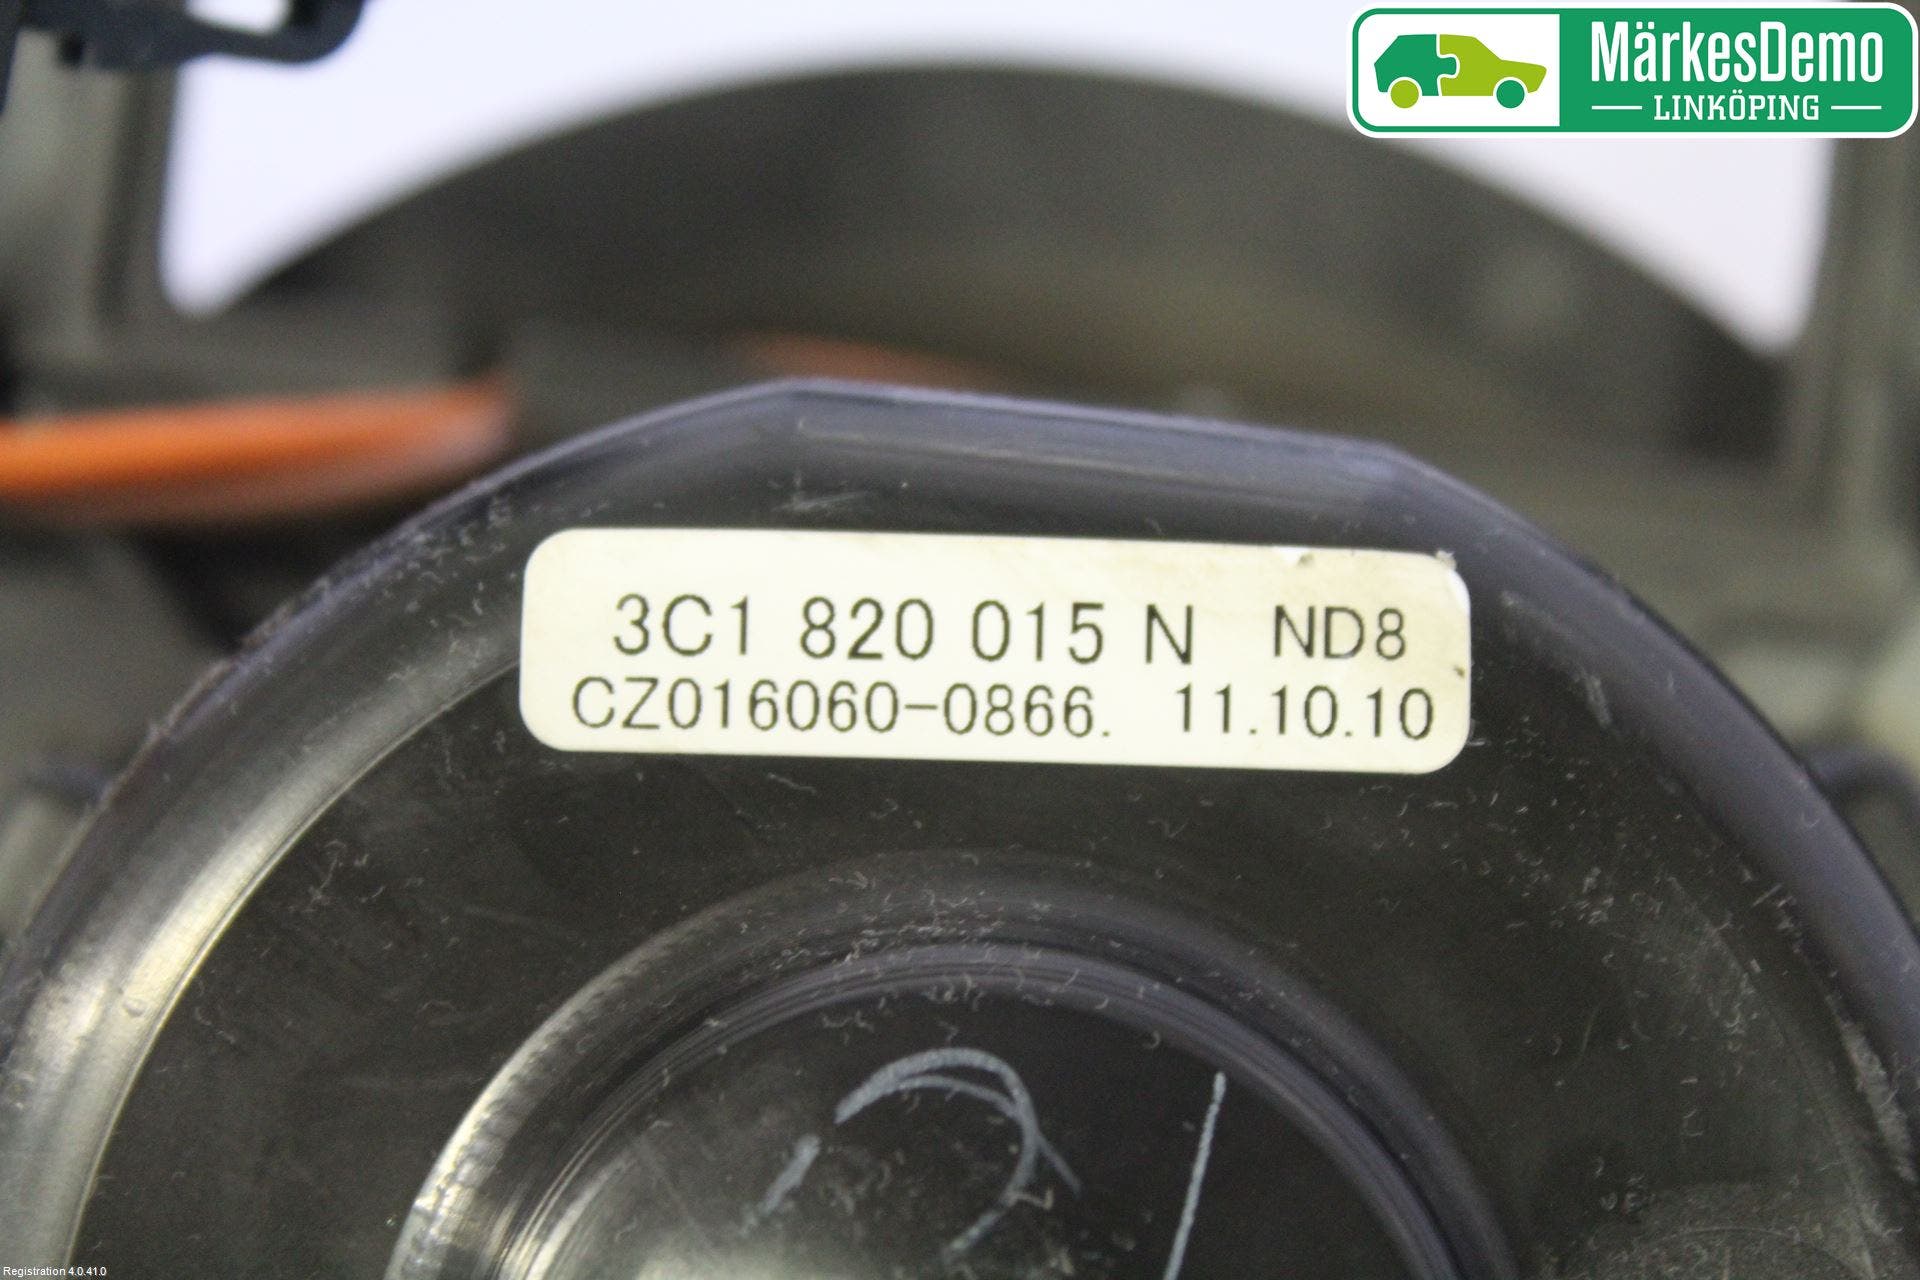 MärkesDemo
LINKÖPING
3C1 820 015 N ND8
CZ016060-0866. 11.10.10
Registration 4.0.41.0